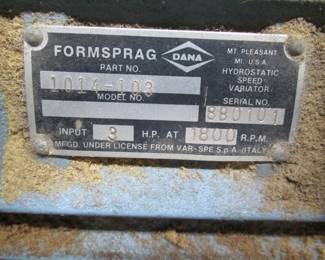 FORMSPRAG DANA MT. PLEASANT
MI. U.S.A.
PART NO.
1014-103
HYDROSTATIC
SPEED
VARIATOR
MODEL NO.
SERIAL NO.
880101
INPUT 3 H.P. AT 1800 R.P.M.
MFGD. UNDER LICENSE FROM VAR-SPE S.p.A. (ITALY)